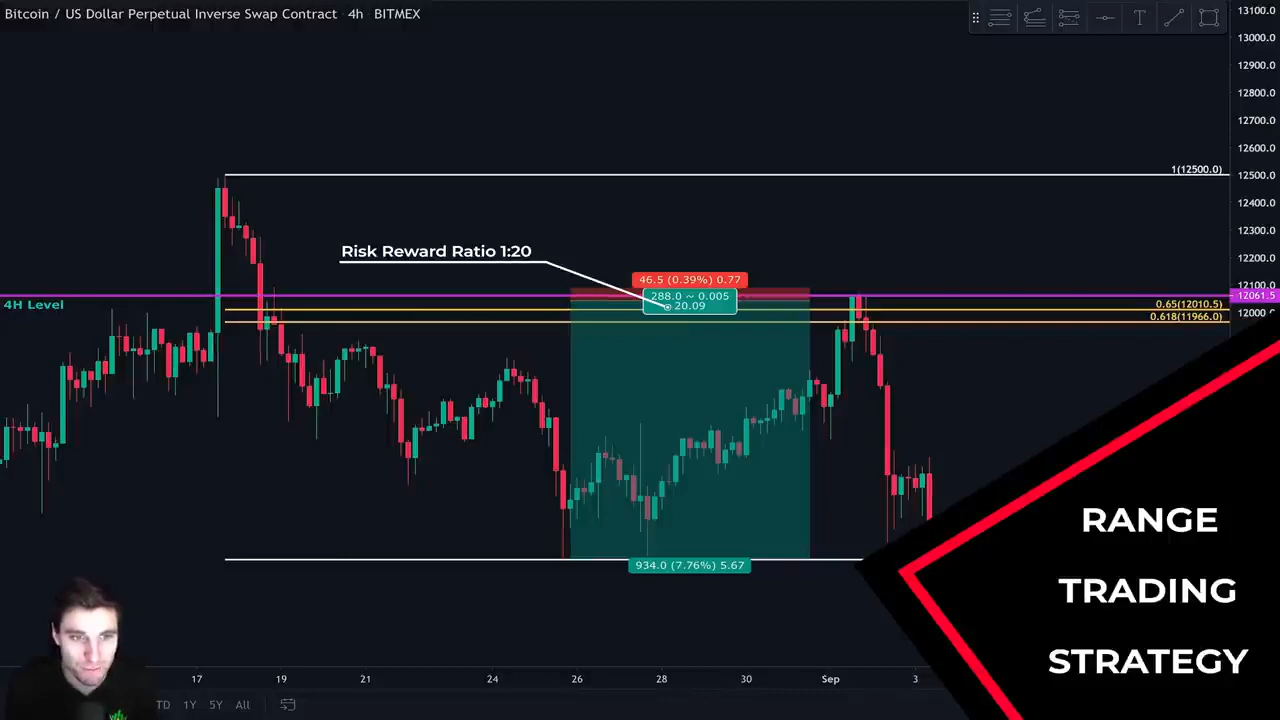 Bitcoin / US Dollar Perpetual Inverse Swap Contract · 4h · BITMEX
T
13100.0
13000.0
12900.0
12800.0
12700.0
12600.0
1(12500.0)
12500.0
12400.0
12300.0
Risk Reward Ratio 1:20
12200.0
46.5 (0.39%) 0.77
12100.0
288.0 ~ 0.005
20.09
12061.5
4H Level
0.65(12010.5)
12000.0
0.618(11966.0)
934.0 (7.76%) 5.67
RANGE
TRADING
STRATEGY
17
19
21
24
26
28
30
Sep
3
TD
1Y
5Y
All